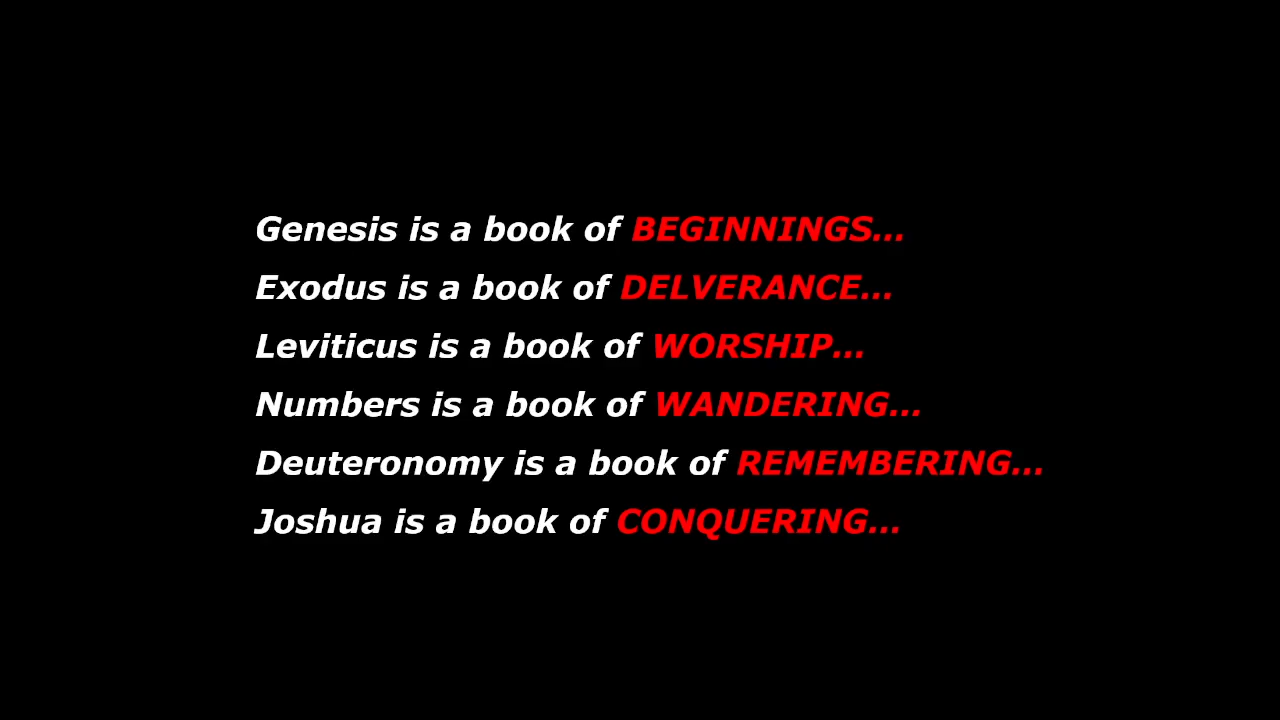 Genesis is a book of BEGINNINGS...
Exodus is a book of DELVERANCE...
Leviticus is a book of WORSHIP...
Numbers is a book of WANDERING...
Deuteronomy is a book of REMEMBERING...
Joshua is a book of CONQUERING...